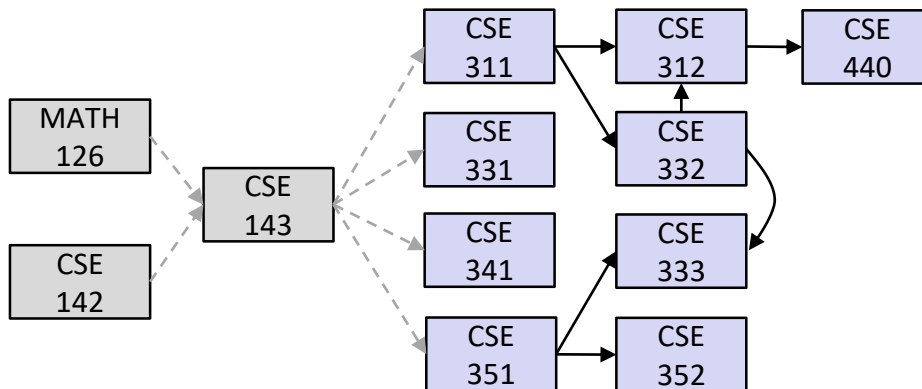 MATH
126
CSE
142
CSE
143
CSE
311
CSE
331
CSE
341
CSE
351
CSE
312
CSE
332
CSE
333
CSE
352
CSE
440